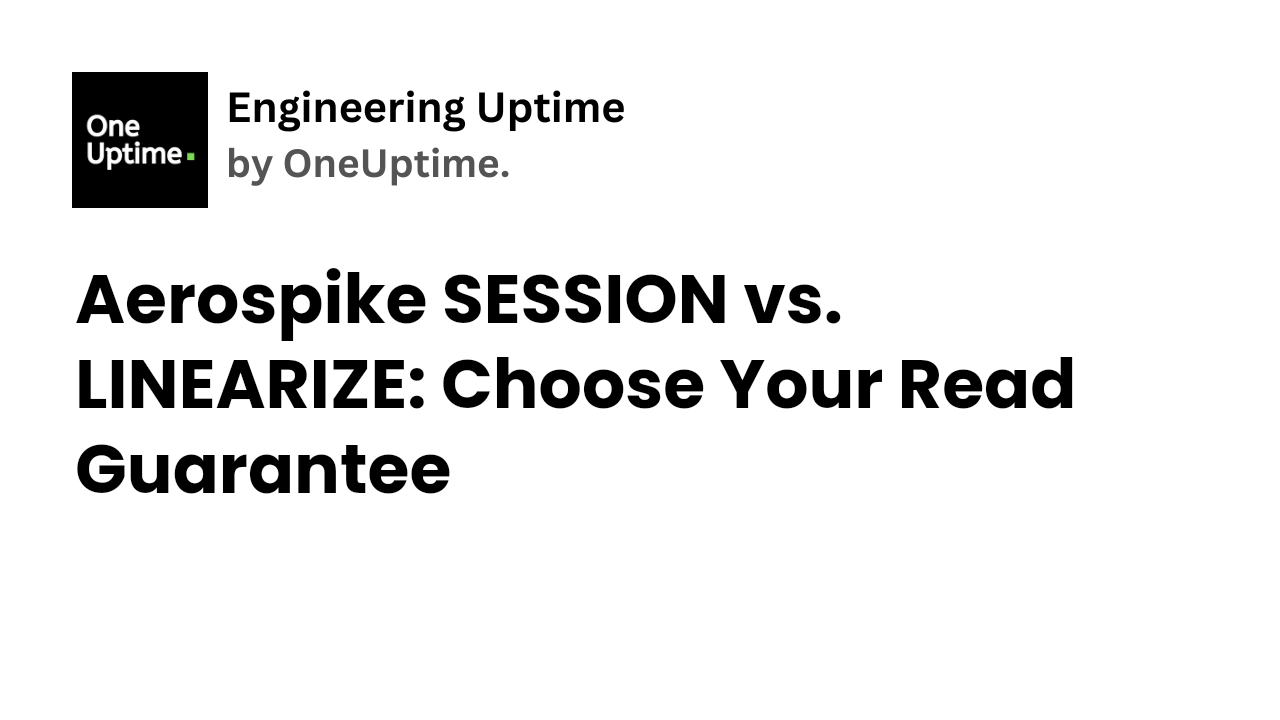 One
Uptime.
Engineering Uptime
by OneUptime.
Aerospike SESSION vs.
LINEARIZE: Choose Your Read
Guarantee